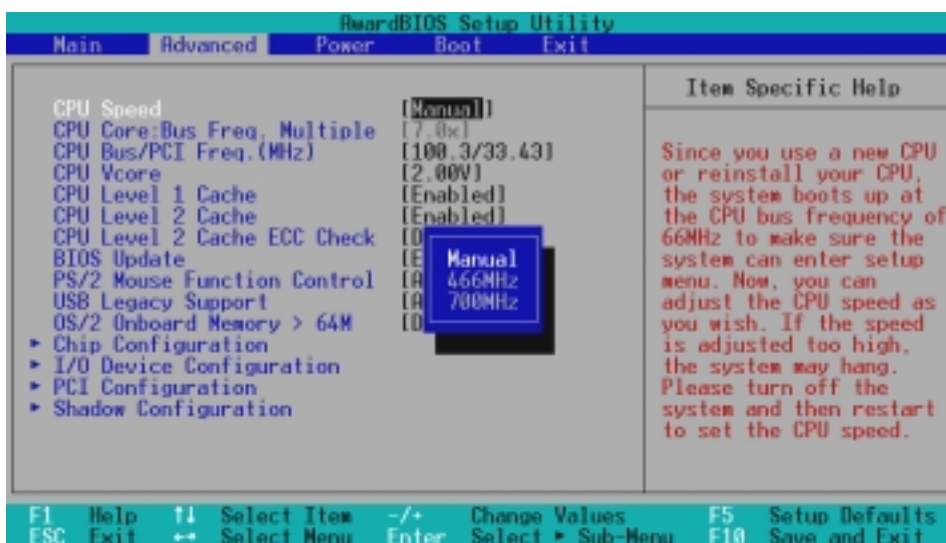 AwardBIOS Setup Utility
Main Advanced Power Boot Exit
Item Specific Help
CPU Speed [Manual]
CPU Core:Bus Freq. Multiple [7.0x]
CPU Bus/PCI Freq.(MHz) [100.3/33.43]
CPU Vcore [2.00V]
CPU Level 1 Cache [Enabled]
CPU Level 2 Cache [Enabled]
CPU Level 2 Cache ECC Check [D
BIOS Update [E
PS/2 Mouse Function Control [A
USB Legacy Support [A
OS/2 Onboard Memory > 64M [D
Manual
466MHz
700MHz
► Chip Configuration
► I/O Device Configuration
► PCI Configuration
► Shadow Configuration
Since you use a new CPU
or reinstall your CPU,
the system boots up at
the CPU bus frequency of
66MHz to make sure the
system can enter setup
menu. Now, you can
adjust the CPU speed as
you wish. If the speed
is adjusted too high,
the system may hang.
Please turn off the
system and then restart
to set the CPU speed.
F1 Help ↑↓ Select Item -/+ Change Values F5 Setup Defaults
ESC Exit ↔ Select Menu Enter Select ► Sub-Menu F10 Save and Exit